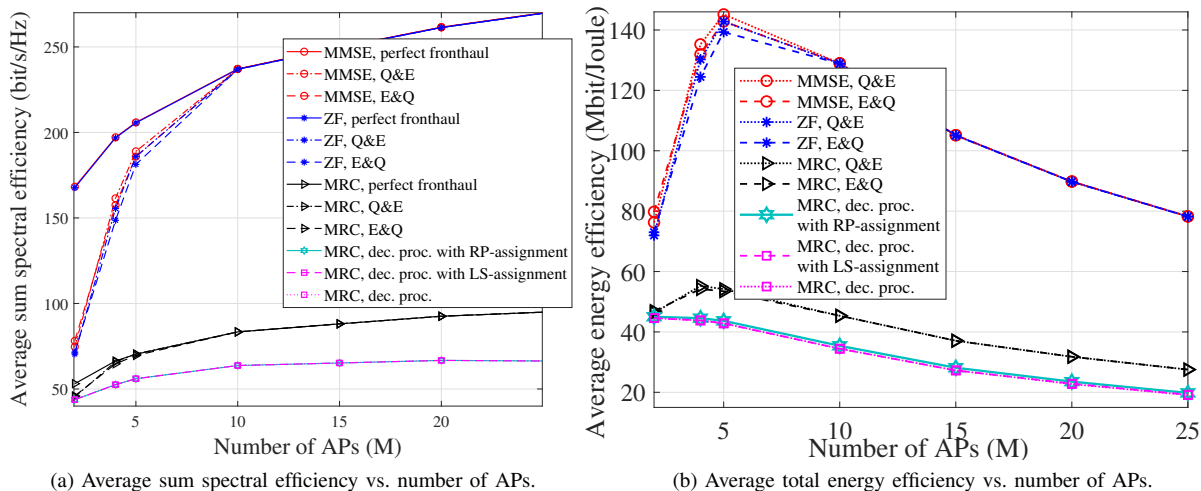 Average sum spectral efficiency (bit/s/Hz)
250
200
150
100
50
5
10
15
20
Number of APs (M)
MMSE, perfect fronthaul
MMSE, Q&E
MMSE, E&Q
ZF, perfect fronthaul
ZF, Q&E
ZF, E&Q
MRC, perfect fronthaul
MRC, Q&E
MRC, E&Q
MRC, dec. proc. with RP-assignment
MRC, dec. proc. with LS-assignment
MRC, dec. proc.
(a) Average sum spectral efficiency vs. number of APs.
Average energy efficiency (Mbit/Joule)
140
120
100
80
60
40
20
5
10
15
20
25
Number of APs (M)
MMSE, Q&E
MMSE, E&Q
ZF, Q&E
ZF, E&Q
MRC, Q&E
MRC, E&Q
MRC, dec. proc.
with RP-assignment
MRC, dec. proc.
with LS-assignment
MRC, dec. proc.
(b) Average total energy efficiency vs. number of APs.